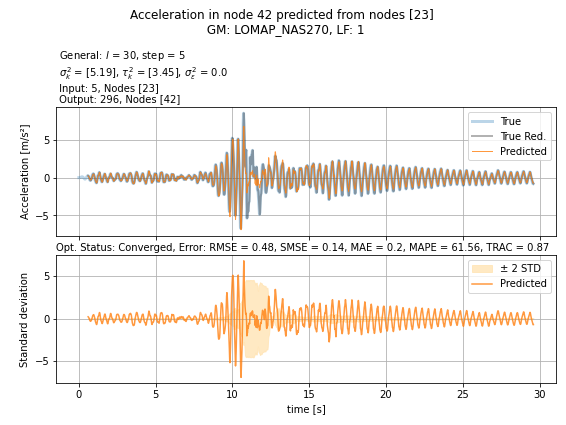 Acceleration in node 42 predicted from nodes [23]
GM: LOMAP_NAS270, LF: 1
General: l = 30, step = 5
σ²ₖ = [5.19], τ²ₖ = [3.45], σ²ε = 0.0
Input: 5, Nodes [23]
Output: 296, Nodes [42]
Acceleration [m/s²]
5
0
−5
True
True Red.
Predicted
Opt. Status: Converged, Error: RMSE = 0.48, SMSE = 0.14, MAE = 0.2, MAPE = 61.56, TRAC = 0.87
Standard deviation
5
0
−5
± 2 STD
Predicted
0 5 10 15 20 25 30
time [s]